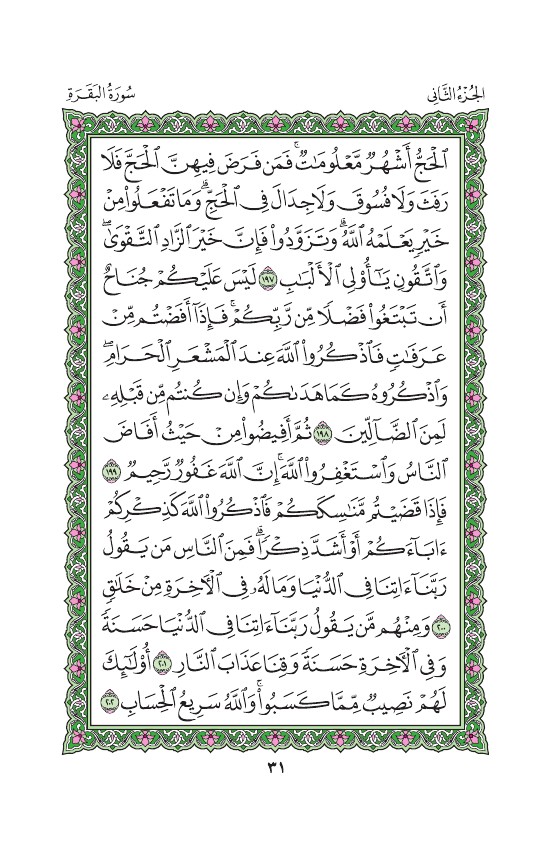 الجُزْءُ الثَّانِي
سُورَةُ البَقَرَةِ
ٱلْحَجُّ أَشْهُرٌ مَّعْلُومَٰتٌۚ فَمَن فَرَضَ فِيهِنَّ ٱلْحَجَّ فَلَا
رَفَثَ وَلَا فُسُوقَ وَلَا جِدَالَ فِى ٱلْحَجِّۗ وَمَا تَفْعَلُوا۟ مِنْ
خَيْرٍ يَعْلَمْهُ ٱللَّهُۗ وَتَزَوَّدُوا۟ فَإِنَّ خَيْرَ ٱلزَّادِ ٱلتَّقْوَىٰۖ
وَٱتَّقُونِ يَٰٓأُو۟لِى ٱلْأَلْبَٰبِ ١٩٧ لَيْسَ عَلَيْكُمْ جُنَاحٌ
أَن تَبْتَغُوا۟ فَضْلًا مِّن رَّبِّكُمْۚ فَإِذَآ أَفَضْتُم مِّنْ
عَرَفَٰتٍ فَٱذْكُرُوا۟ ٱللَّهَ عِندَ ٱلْمَشْعَرِ ٱلْحَرَامِۖ
وَٱذْكُرُوهُ كَمَا هَدَىٰكُمْ وَإِن كُنتُم مِّن قَبْلِهِۦ
لَمِنَ ٱلضَّآلِّينَ ١٩٨ ثُمَّ أَفِيضُوا۟ مِنْ حَيْثُ أَفَاضَ
ٱلنَّاسُ وَٱسْتَغْفِرُوا۟ ٱللَّهَۚ إِنَّ ٱللَّهَ غَفُورٌ رَّحِيمٌ ١٩٩
فَإِذَا قَضَيْتُم مَّنَٰسِكَكُمْ فَٱذْكُرُوا۟ ٱللَّهَ كَذِكْرِكُمْ
ءَابَآءَكُمْ أَوْ أَشَدَّ ذِكْرًاۗ فَمِنَ ٱلنَّاسِ مَن يَقُولُ
رَبَّنَآ ءَاتِنَا فِى ٱلدُّنْيَا وَمَا لَهُۥ فِى ٱلْءَاخِرَةِ مِنْ خَلَٰقٍ
٢٠٠ وَمِنْهُم مَّن يَقُولُ رَبَّنَآ ءَاتِنَا فِى ٱلدُّنْيَا حَسَنَةً
وَفِى ٱلْءَاخِرَةِ حَسَنَةً وَقِنَا عَذَابَ ٱلنَّارِ ٢٠١ أُو۟لَٰٓئِكَ
لَهُمْ نَصِيبٌ مِّمَّا كَسَبُوا۟ۚ وَٱللَّهُ سَرِيعُ ٱلْحِسَابِ ٢٠٢
٣١